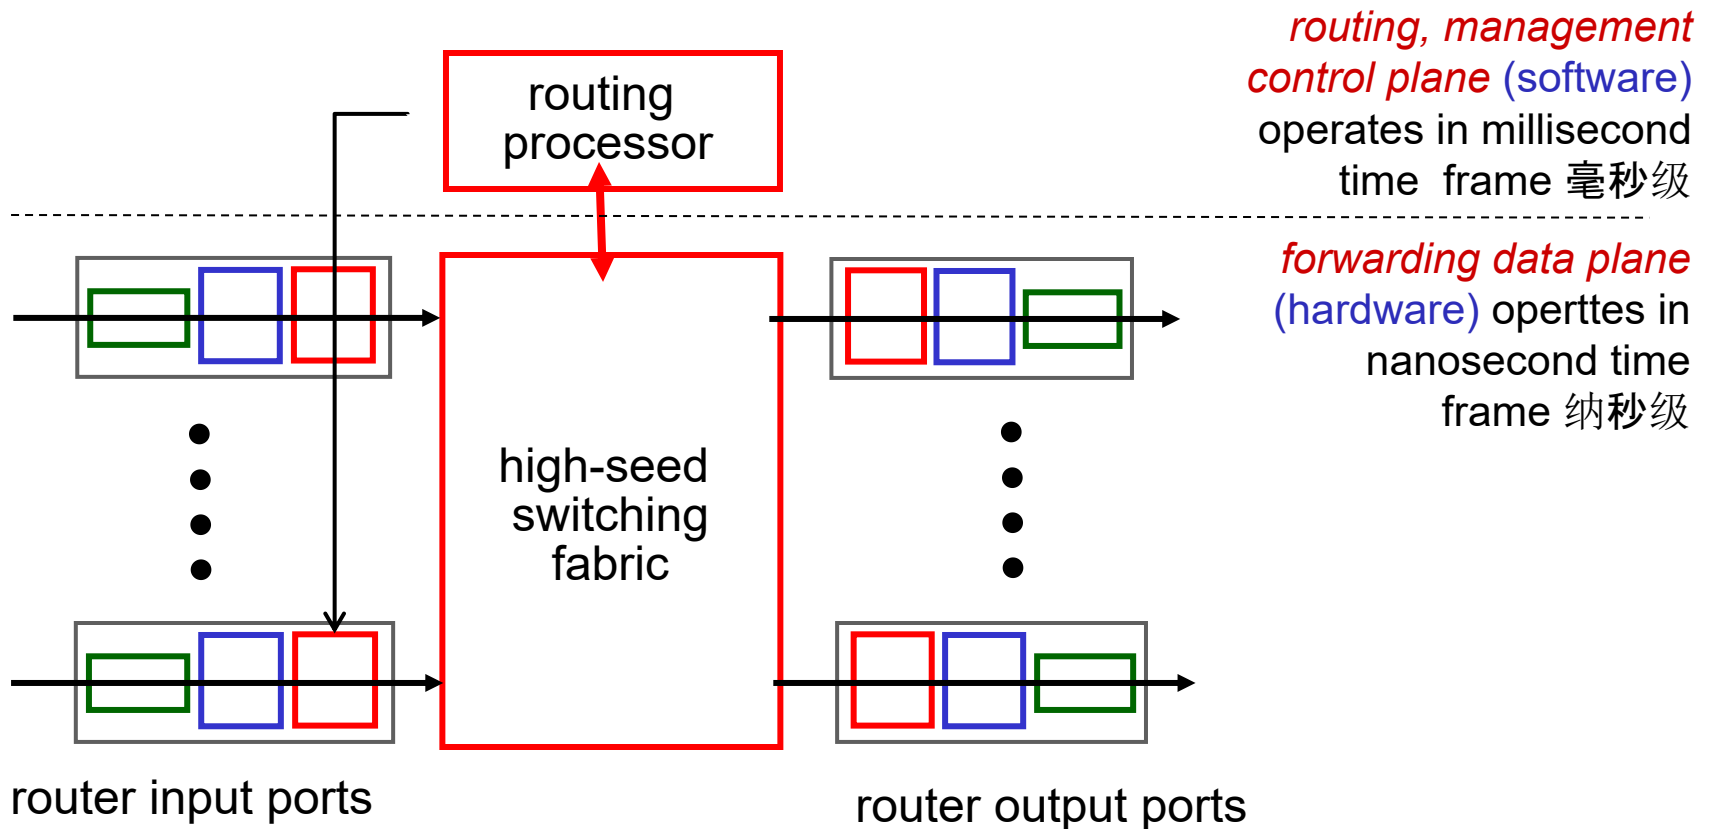 routing, management
control plane (software)
operates in millisecond
time frame 毫秒级
routing
processor
forwarding data plane
(hardware) operttes in
nanosecond time
frame 纳秒级
high-seed
switching
fabric
router input ports
router output ports